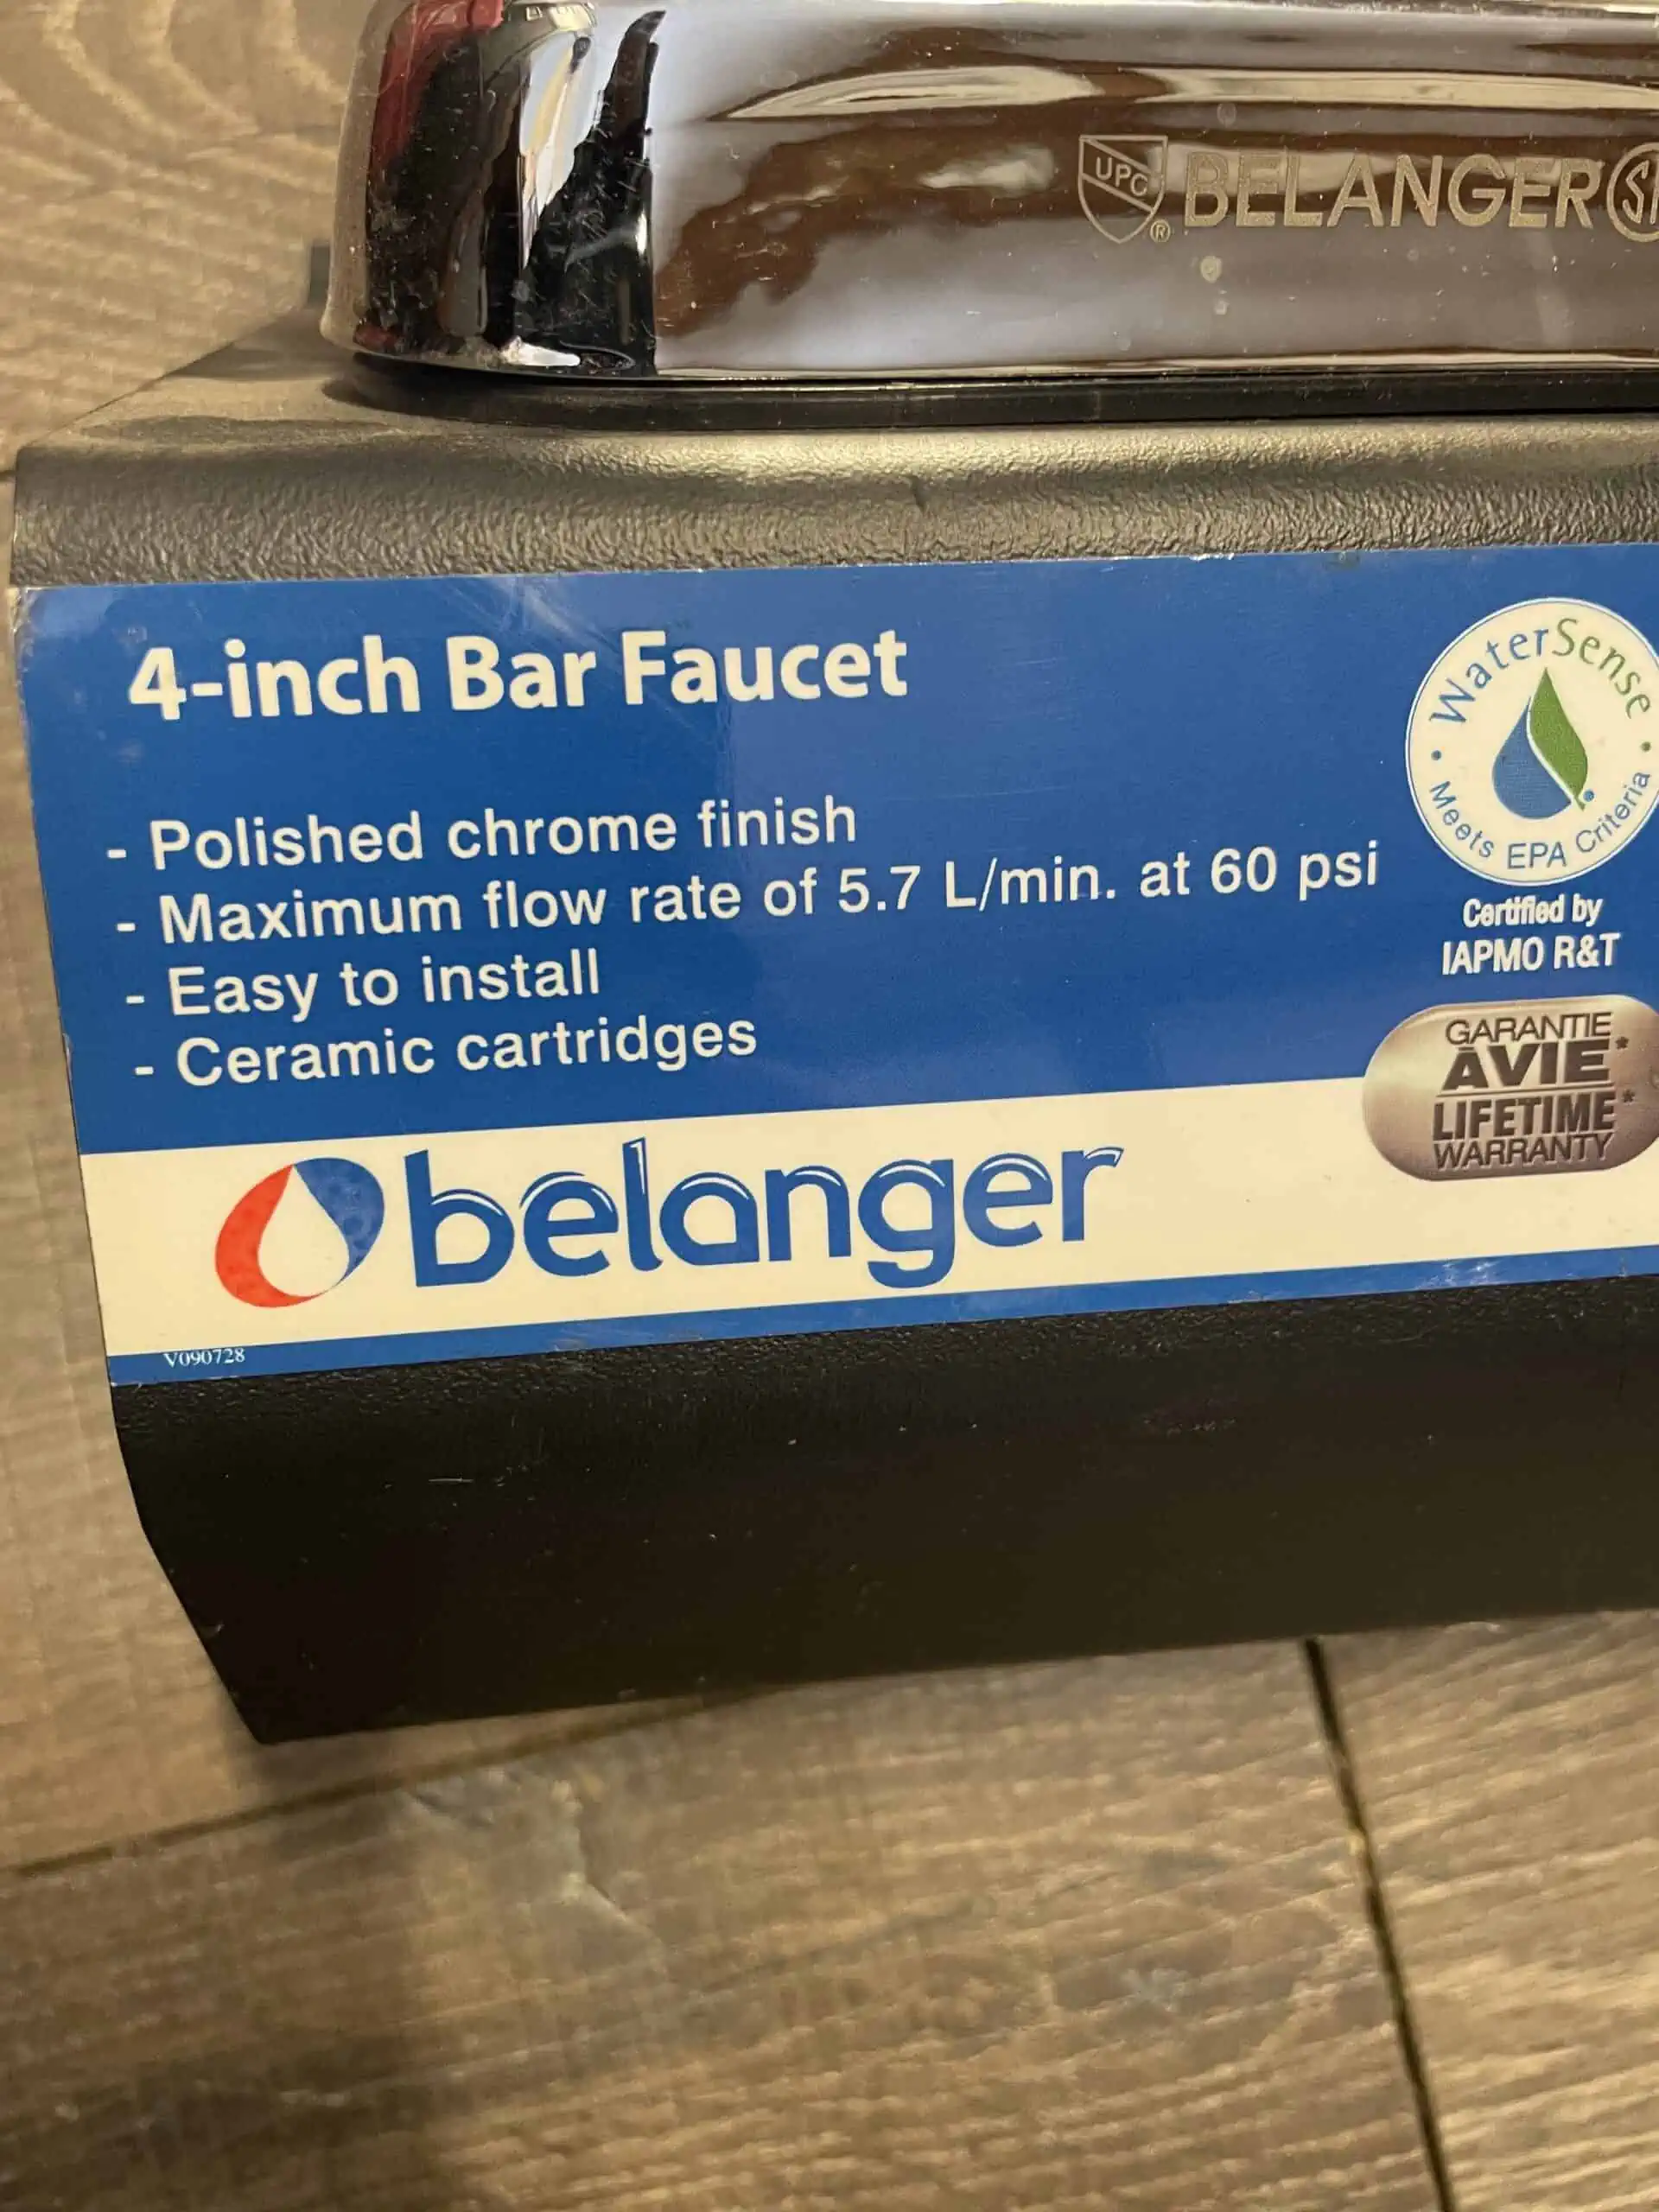 UPC ® BELANGER
4-inch Bar Faucet
- Polished chrome finish
- Maximum flow rate of 5.7 L/min. at 60 psi
- Easy to install
- Ceramic cartridges
WaterSense
Meets EPA Criteria
Certified by
IAPMO R&T
GARANTIE
À VIE*
LIFETIME*
WARRANTY
belanger
V090728